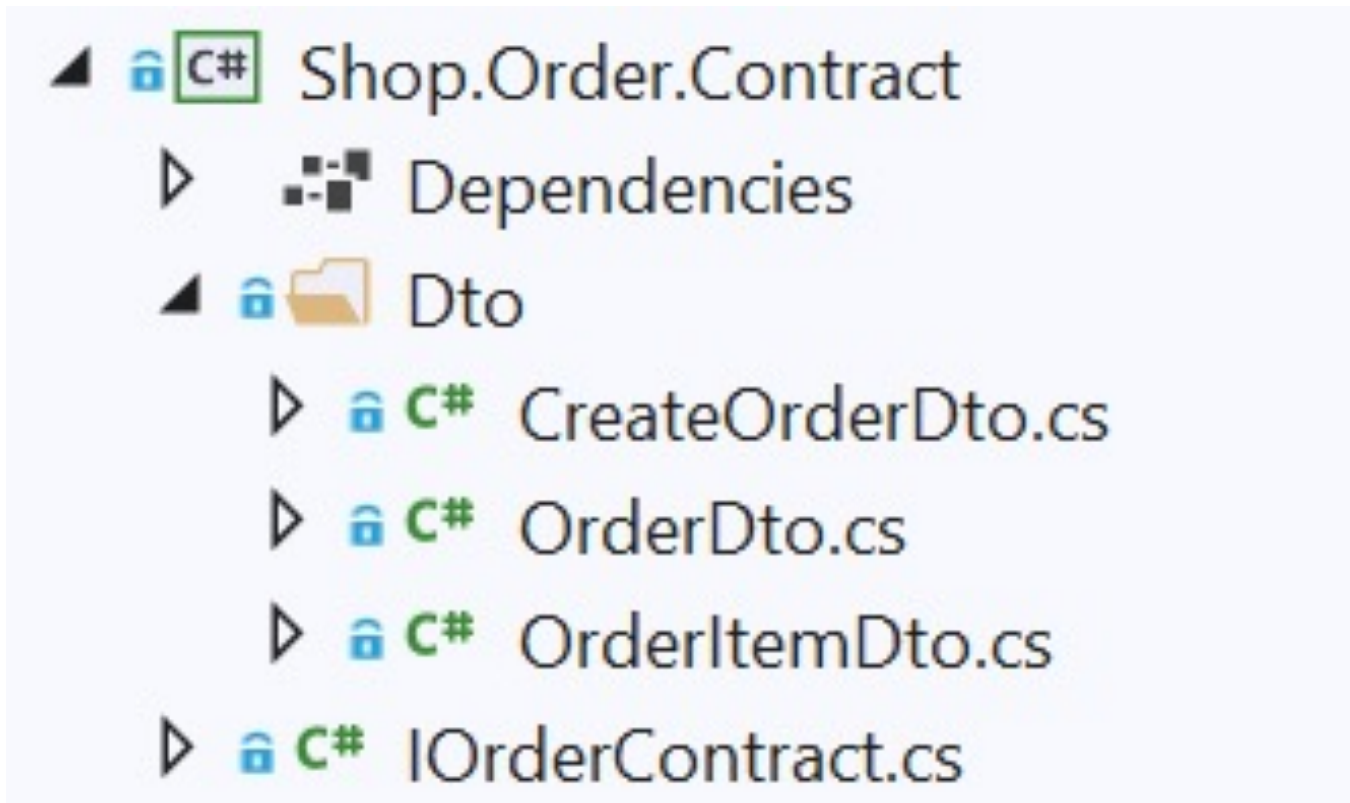 C# Shop.Order.Contract
Dependencies
Dto
C# CreateOrderDto.cs
C# OrderDto.cs
C# OrderItemDto.cs
C# IOrderContract.cs